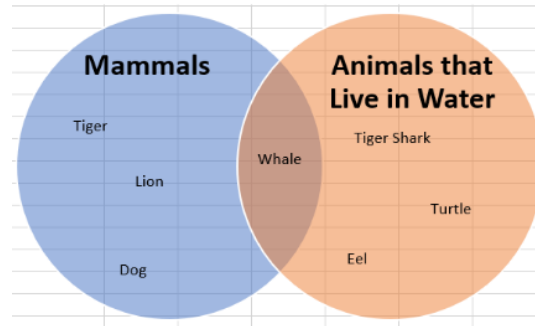 Mammals
Animals that
Live in Water
Tiger
Lion
Dog
Whale
Tiger Shark
Turtle
Eel